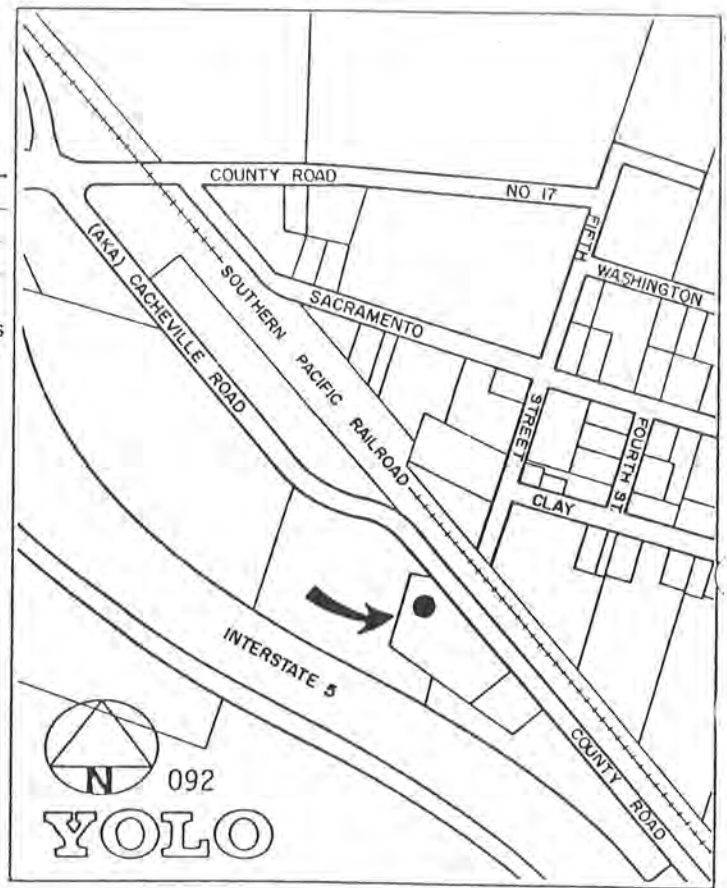 COUNTY ROAD NO 17
FIFTH STREET
WASHINGTON
(AKA) CACHEVILLE ROAD
SOUTHERN PACIFIC RAILROAD
SACRAMENTO
FOURTH ST.
CLAY
INTERSTATE 5
COUNTY ROAD
N
092
YOLO
s